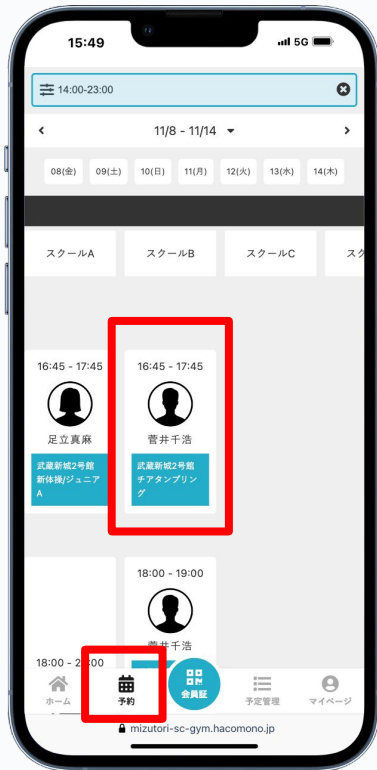 15:49
5G
14:00-23:00
11/8 - 11/14
08(金) 09(土) 10(日) 11(月) 12(火) 13(水) 14(木)
スクールA スクールB スクールC スク
16:45 - 17:45
足立真麻
武蔵新城2号館
新体操/ジュニア
A
16:45 - 17:45
菅井千浩
武蔵新城2号館
チアタンブリン
グ
18:00 - 19:00
菅井千浩
18:00 - 2 :00
ホーム
予約
会員証
予定管理
マイページ
mizutori-sc-gym.hacomono.jp